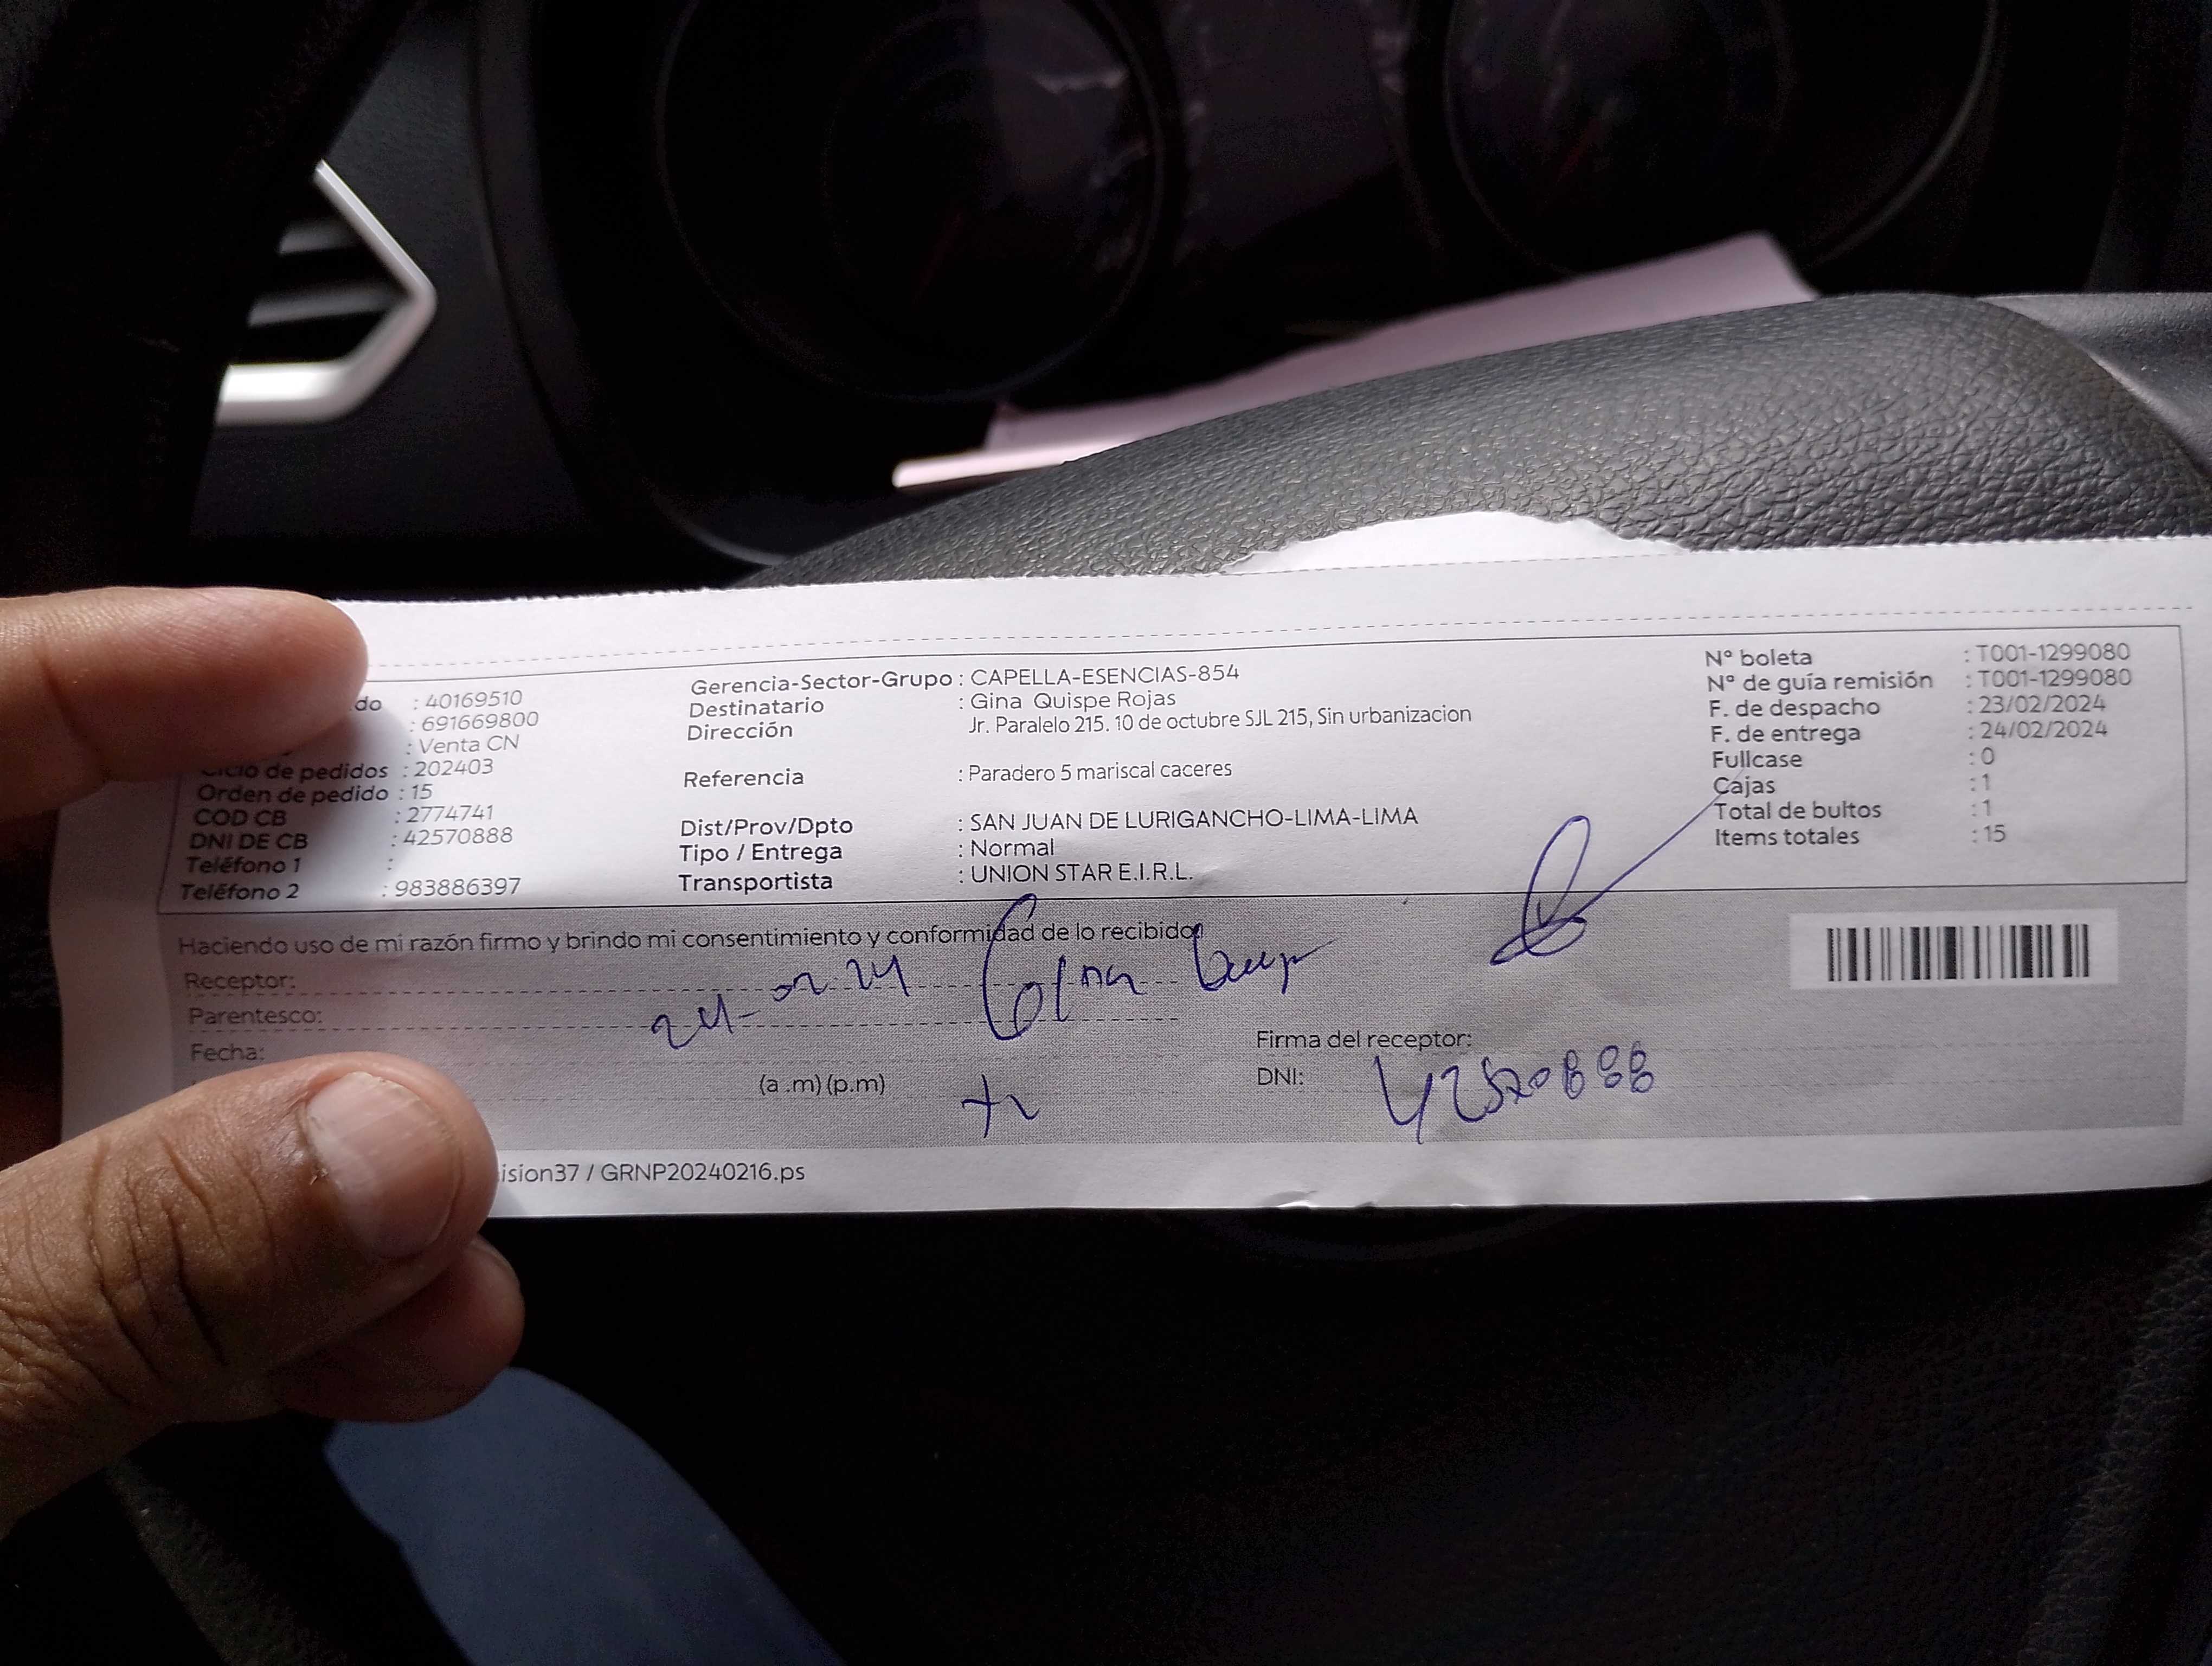 do : 40169510
: 691669800
: Venta CN
Ciclo de pedidos : 202403
Orden de pedido : 15
COD CB : 2774741
DNI DE CB : 42570888
Teléfono 1 :
Teléfono 2 : 983886397
Gerencia-Sector-Grupo : CAPELLA-ESENCIAS-854
Destinatario : Gina Quispe Rojas
Dirección Jr. Paralelo 215. 10 de octubre SJL 215, Sin urbanizacion
Referencia : Paradero 5 mariscal caceres
Dist/Prov/Dpto : SAN JUAN DE LURIGANCHO-LIMA-LIMA
Tipo / Entrega : Normal
Transportista : UNION STAR E.I.R.L.
Nº boleta : T001-1299080
Nº de guía remisión : T001-1299080
F. de despacho : 23/02/2024
F. de entrega : 24/02/2024
Fullcase : 0
Cajas : 1
Total de bultos : 1
Items totales : 15
Haciendo uso de mi razón firmo y brindo mi consentimiento y conformidad de lo recibido
Receptor:
Parentesco:
24-02-24
Fecha:
(a .m) (p.m)
Firma del receptor:
DNI: 42570888
ision37 / GRNP20240216.ps